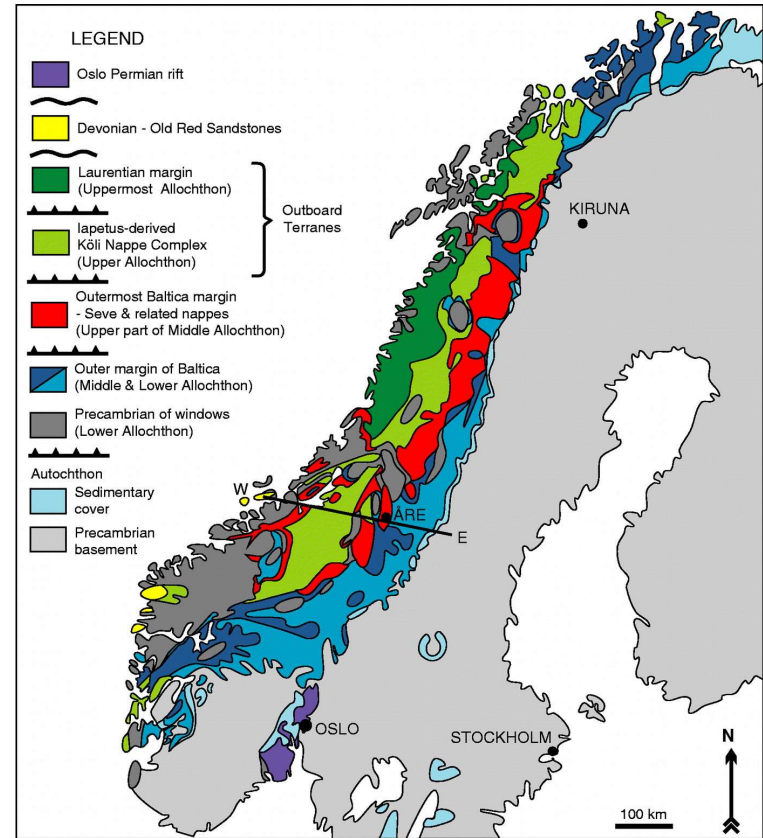 LEGEND
Oslo Permian rift
Devonian - Old Red Sandstones
Laurentian margin
(Uppermost Allochthon)
Outboard
Terranes
Iapetus-derived
Köli Nappe Complex
(Upper Allochthon)
Outermost Baltica margin
- Seve & related nappes
(Upper part of Middle Allochthon)
Outer margin of Baltica
(Middle & Lower Allochthon)
Precambrian of windows
(Lower Allochthon)
Autochthon
Sedimentary
cover
Precambrian
basement
KIRUNA
W
ÅRE
E
OSLO
STOCKHOLM
N
100 km